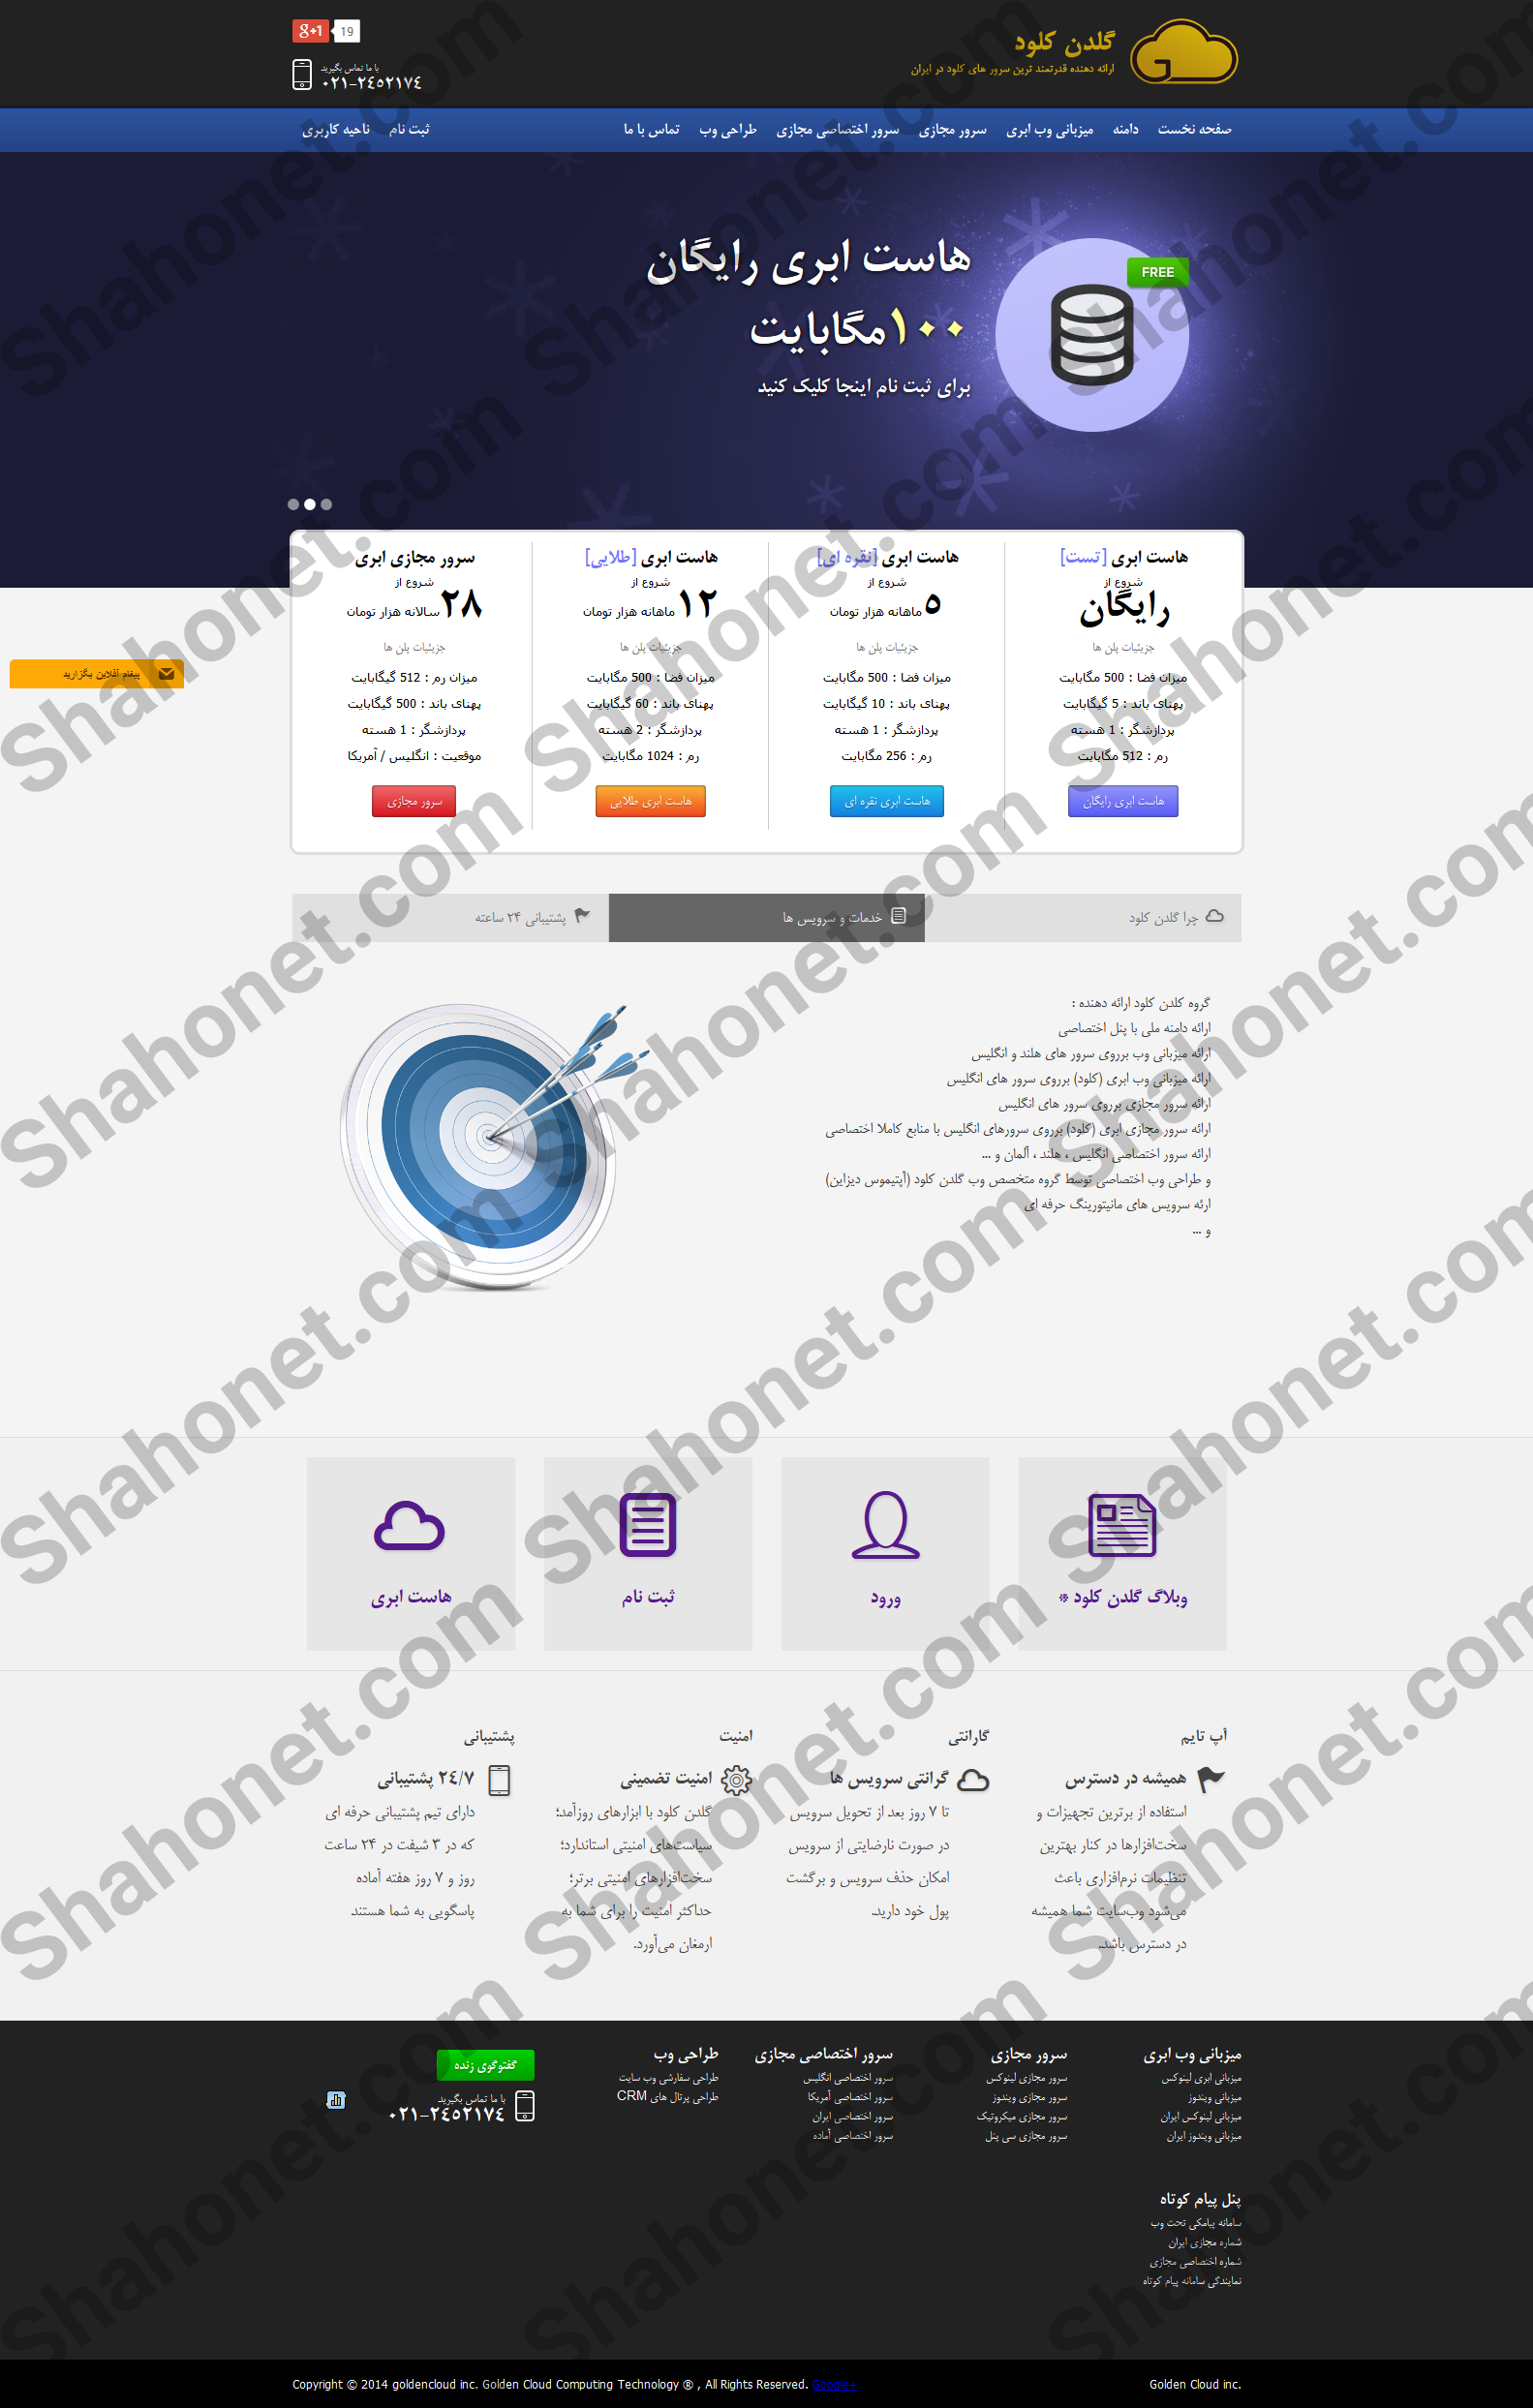 گلدن کلود
ارائه دهنده قدرتمند ترین سرور های کلود در ایران
g+1 19
با ما تماس بگیرید
۰۲۱-۲۴۵۲۱۷۴
صفحه نخست دامنه میزبانی وب ابری سرور مجازی سرور اختصاصی مجازی طراحی وب تماس با ما ثبت نام ناحیه کاربری
FREE
هاست ابری رایگان
۱۰۰مگابایت
برای ثبت نام اینجا کلیک کنید
هاست ابری [تست]
شروع از
رایگان
جزیئیات پلن ها
میزان فضا : 500 مگابایت
پهنای باند : 5 گیگابایت
پردازشگر : 1 هسته
رم : 512 مگابایت
هاست ابری رایگان
هاست ابری [نقره ای]
شروع از
۵ ماهانه هزار تومان
جزیئیات پلن ها
میزان فضا : 500 مگابایت
پهنای باند : 10 گیگابایت
پردازشگر : 1 هسته
رم : 256 مگابایت
هاست ابری نقره ای
هاست ابری [طلایی]
شروع از
۱۲ ماهانه هزار تومان
جزیئیات پلن ها
میزان فضا : 500 مگابایت
پهنای باند : 60 گیگابایت
پردازشگر : 2 هسته
رم : 1024 مگابایت
هاست ابری طلایی
سرور مجازی ابری
شروع از
۲۸ سالانه هزار تومان
جزیئیات پلن ها
میزان رم : 512 گیگابایت
پهنای باند : 500 گیگابایت
پردازشگر : 1 هسته
موقعیت : انگلیس / آمریکا
سرور مجازی
پیغام آفلاین بگزارید
چرا گلدن کلود
خدمات و سرویس ها
پشتیبانی ۲۴ ساعته
گروه گلدن کلود ارائه دهنده :
ارائه دامنه ملی با پنل اختصاصی
ارائه میزبانی وب برروی سرور های هلند و انگلیس
ارائه میزبانی وب ابری (کلود) برروی سرور های انگلیس
ارائه سرور مجازی برروی سرور های انگلیس
ارائه سرور مجازی ابری (کلود) برروی سرورهای انگلیس با منابع کاملا اختصاصی
ارائه سرور اختصاصی انگلیس ، هلند ، آلمان و ...
و طراحی وب اختصاصی توسط گروه متخصص وب گلدن کلود (آپتیموس دیزاین)
ارئه سرویس های مانیتورینگ حرفه ای
و ...
وبلاگ گلدن کلود *
ورود
ثبت نام
هاست ابری
آپ تایم
همیشه در دسترس
استفاده از برترین تجهیزات و
سخت‌افزارها در کنار بهترین
تنظیمات نرم‌افزاری باعث
می‌شود وب‌سایت شما همیشه
در دسترس باشد.
گارانتی
گرانتی سرویس ها
تا ۷ روز بعد از تحویل سرویس
در صورت نارضایتی از سرویس
امکان حذف سرویس و برگشت
پول خود دارید.
امنیت
امنیت تضمینی
گلدن کلود با ابزارهای روزآمد؛
سیاست‌های امنیتی استاندارد؛
سخت‌افزارهای امنیتی برتر؛
حداکثر امنیت را برای شما به
ارمغان می‌آورد.
پشتیبانی
۲۴/۷ پشتیبانی
دارای تیم پشتیبانی حرفه ای
که در ۳ شیفت در ۲۴ ساعت
روز و ۷ روز هفته آماده
پاسگویی به شما هستند
میزبانی وب ابری
میزبانی ابری لینوکس
میزبانی ویندوز
میزبانی لینوکس ایران
میزبانی ویندوز ایران
سرور مجازی
سرور مجازی لینوکس
سرور مجازی ویندوز
سرور مجازی میکروتیک
سرور مجازی سی پنل
سرور اختصاصی مجازی
سرور اختصاصی انگلیس
سرور اختصاصی آمریکا
سرور اختصاصی ایران
سرور اختصاصی آماده
طراحی وب
طراحی سفارشی وب سایت
طراحی پرتال های CRM
گفتوگوی زنده
با ما تماس بگیرید
۰۲۱-۲۴۵۲۱۷۴
پنل پیام کوتاه
سامانه پیامکی تحت وب
شماره مجازی ایران
شماره اختصاصی مجازی
نمایندگی سامانه پیام کوتاه
Copyright © 2014 goldencloud inc. Golden Cloud Computing Technology ® , All Rights Reserved. Google+
Golden Cloud inc.
Shahonet.com